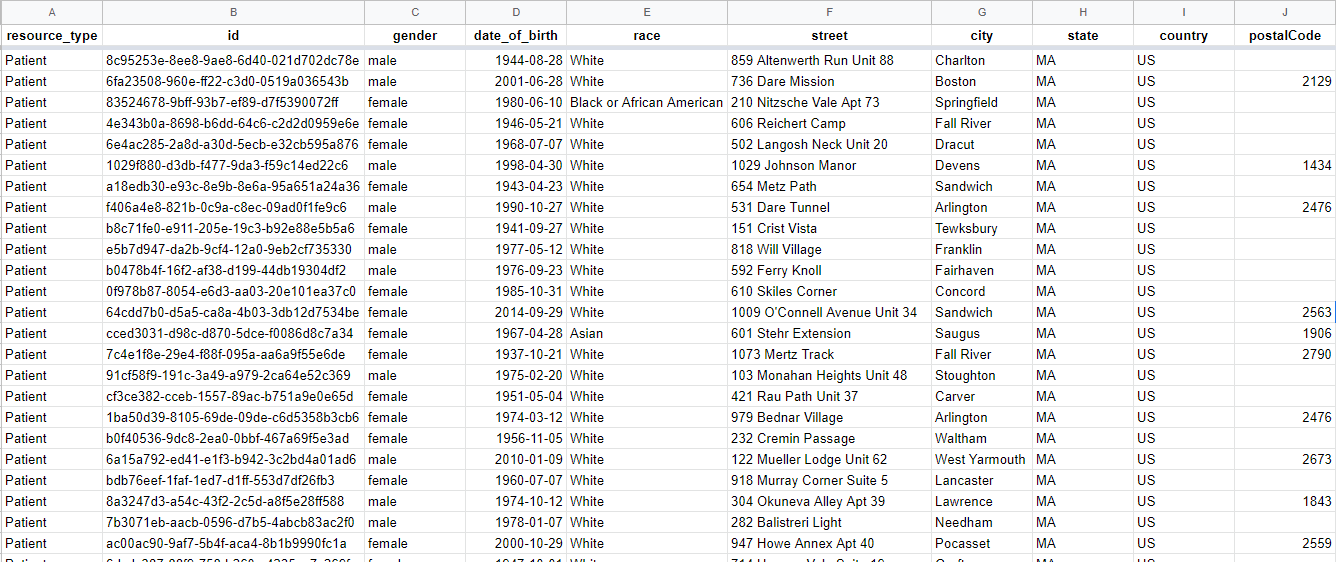 A B C D E F G H I J
resource_type id gender date_of_birth race street city state country postalCode
Patient 8c95253e-8ee8-9ae8-6d40-021d702dc78e male 1944-08-28 White 859 Altenwerth Run Unit 88 Charlton MA US
Patient 6fa23508-960e-ff22-c3d0-0519a036543b male 2001-06-28 White 736 Dare Mission Boston MA US 2129
Patient 83524678-9bff-93b7-ef89-d7f5390072ff female 1980-06-10 Black or African American 210 Nitzsche Vale Apt 73 Springfield MA US
Patient 4e343b0a-8698-b6dd-64c6-c2d2d0959e6e female 1946-05-21 White 606 Reichert Camp Fall River MA US
Patient 6e4ac285-2a8d-a30d-5ecb-e32cb595a876 female 1968-07-07 White 502 Langosh Neck Unit 20 Dracut MA US
Patient 1029f880-d3db-f477-9da3-f59c14ed22c6 male 1998-04-30 White 1029 Johnson Manor Devens MA US 1434
Patient a18edb30-e93c-8e9b-8e6a-95a651a24a36 female 1943-04-23 White 654 Metz Path Sandwich MA US
Patient f406a4e8-821b-0c9a-c8ec-09ad0f1fe9c6 male 1990-10-27 White 531 Dare Tunnel Arlington MA US 2476
Patient b8c71fe0-e911-205e-19c3-b92e88e5b5a6 female 1941-09-27 White 151 Crist Vista Tewksbury MA US
Patient e5b7d947-da2b-9cf4-12a0-9eb2cf735330 male 1977-05-12 White 818 Will Village Franklin MA US
Patient b0478b4f-16f2-af38-d199-44db19304df2 male 1976-09-23 White 592 Ferry Knoll Fairhaven MA US
Patient 0f978b87-8054-e6d3-aa03-20e101ea37c0 female 1985-10-31 White 610 Skiles Corner Concord MA US
Patient 64cdd7b0-d5a5-ca8a-4b03-3db12d7534be female 2014-09-29 White 1009 O'Connell Avenue Unit 34 Sandwich MA US 2563
Patient cced3031-d98c-d870-5dce-f0086d8c7a34 female 1967-04-28 Asian 601 Stehr Extension Saugus MA US 1906
Patient 7c4e1f8e-29e4-f88f-095a-aa6a9f55e6de female 1937-10-21 White 1073 Mertz Track Fall River MA US 2790
Patient 91cf58f9-191c-3a49-a979-2ca64e52c369 male 1975-02-20 White 103 Monahan Heights Unit 48 Stoughton MA US
Patient cf3ce382-cceb-1557-89ac-b751a9e0e65d female 1951-05-04 White 421 Rau Path Unit 37 Carver MA US
Patient 1ba50d39-8105-69de-09de-c6d5358b3cb6 female 1974-03-12 White 979 Bednar Village Arlington MA US 2476
Patient b0f40536-9dc8-2ea0-0bbf-467a69f5e3ad female 1956-11-05 White 232 Cremin Passage Waltham MA US
Patient 6a15a792-ed41-e1f3-b942-3c2bd4a01ad6 male 2010-01-09 White 122 Mueller Lodge Unit 62 West Yarmouth MA US 2673
Patient bdb76eef-1faf-1ed7-d1ff-553d7df26fb3 female 1960-07-07 White 918 Murray Corner Suite 5 Lancaster MA US
Patient 8a3247d3-a54c-43f2-2c5d-a8f5e28ff588 male 1974-10-12 White 304 Okuneva Alley Apt 39 Lawrence MA US 1843
Patient 7b3071eb-aacb-0596-d7b5-4abcb83ac2f0 male 1978-01-07 White 282 Balistreri Light Needham MA US
Patient ac00ac90-9af7-5b4f-aca4-8b1b9990fc1a female 2000-10-29 White 947 Howe Annex Apt 40 Pocasset MA US 2559